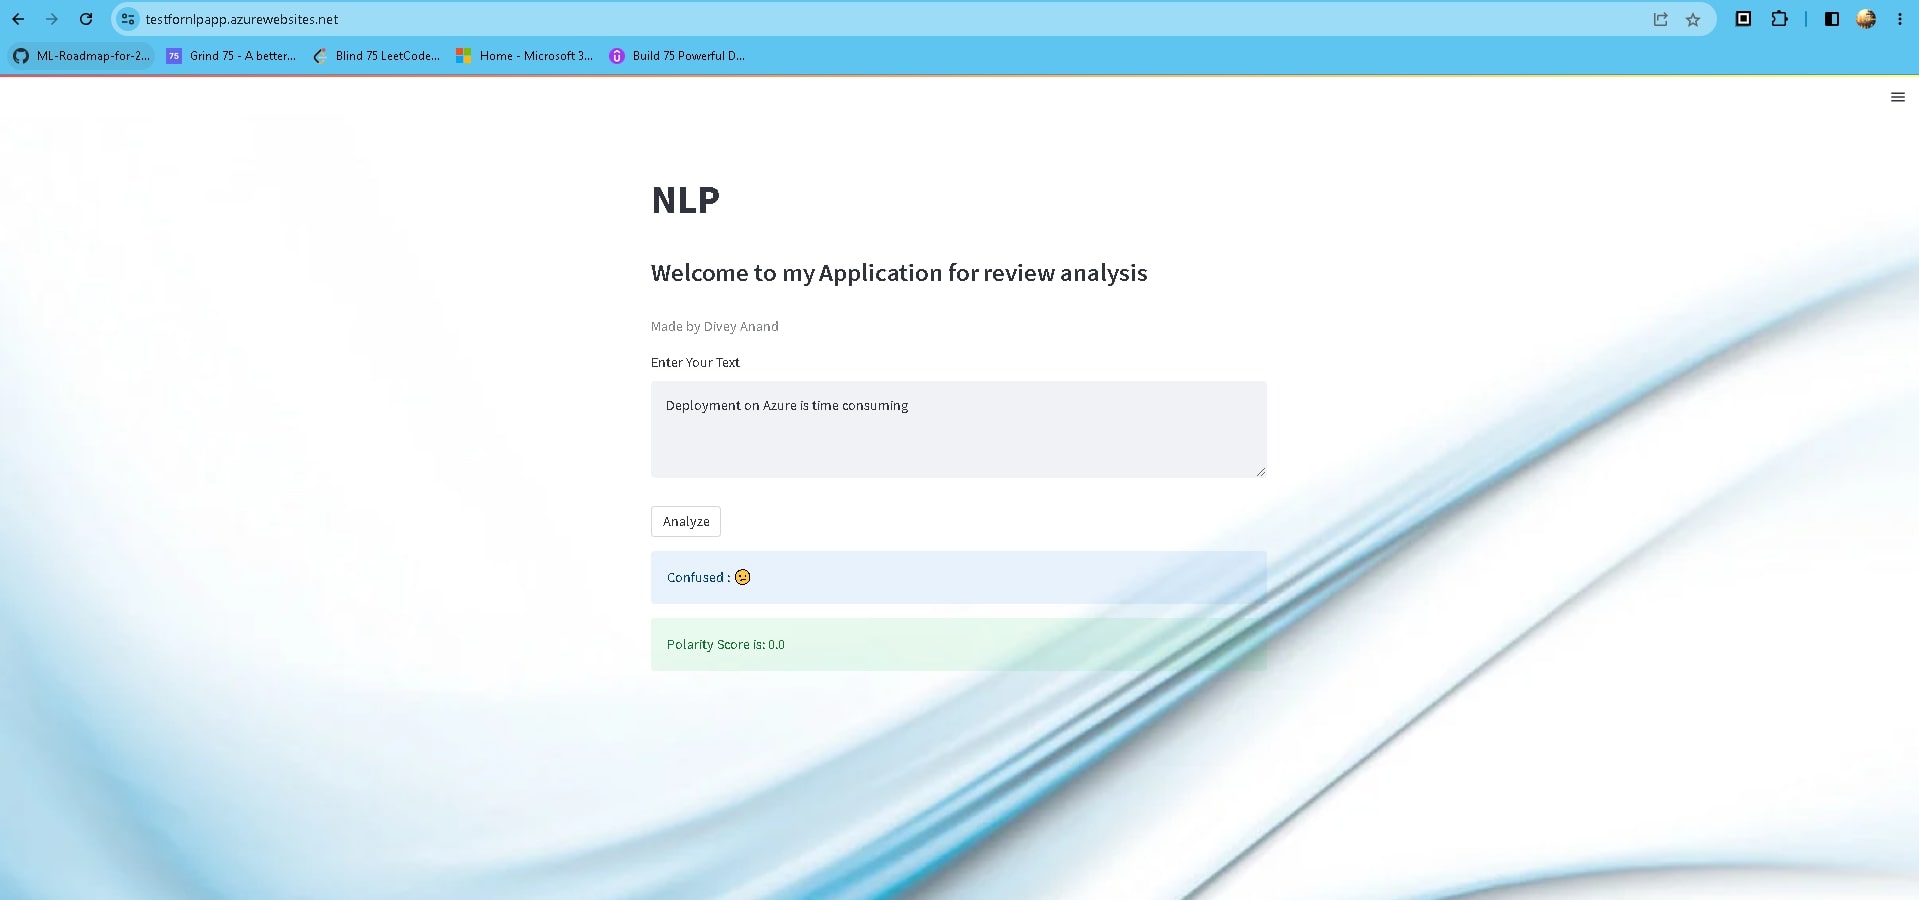 testfornlpapp.azurewebsites.net
ML-Roadmap-for-2... 75 Grind 75 - A better... Blind 75 LeetCode... Home - Microsoft 3... Build 75 Powerful D...
NLP
Welcome to my Application for review analysis
Made by Divey Anand
Enter Your Text
Deployment on Azure is time consuming
Analyze
Confused : 😕
Polarity Score is: 0.0